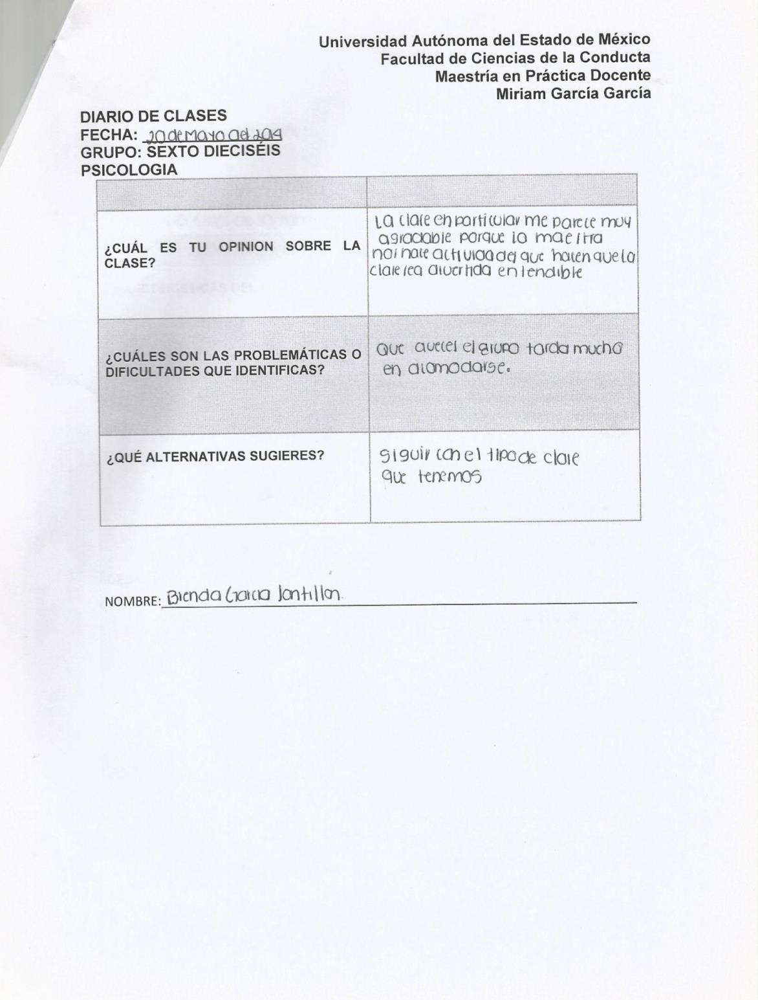 Universidad Autónoma del Estado de México
Facultad de Ciencias de la Conducta
Maestría en Práctica Docente
Miriam García García
DIARIO DE CLASES
FECHA: 20 de Mayo del 2014
GRUPO: SEXTO DIECISÉIS
PSICOLOGIA
¿CUÁL ES TU OPINION SOBRE LA
CLASE?
La clase en particular me parece muy
agradable porque la maestra
nos hace actividades que hacen que la
clase sea divertida entendible
¿CUÁLES SON LAS PROBLEMÁTICAS O
DIFICULTADES QUE IDENTIFICAS?
Que aveces el grupo tarda mucho
en acomodarse.
¿QUÉ ALTERNATIVAS SUGIERES?
Siguir con el tipo de clase
que tenemos
NOMBRE: Brenda Garcia Santillan.